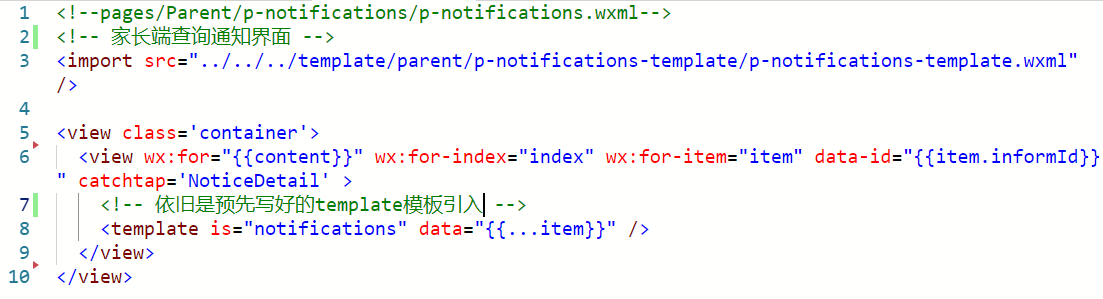 1 <!--pages/Parent/p-notifications/p-notifications.wxml-->
2 <!-- 家长端查询通知界面 -->
3 <import src="../../../template/parent/p-notifications-template/p-notifications-template.wxml"
/>
4
5 <view class='container'>
6 <view wx:for="{{content}}" wx:for-index="index" wx:for-item="item" data-id="{{item.informId}}
" catchtap='NoticeDetail' >
7 <!-- 依旧是预先写好的template模板引入 -->
8 <template is="notifications" data="{{...item}}" />
9 </view>
10 </view>